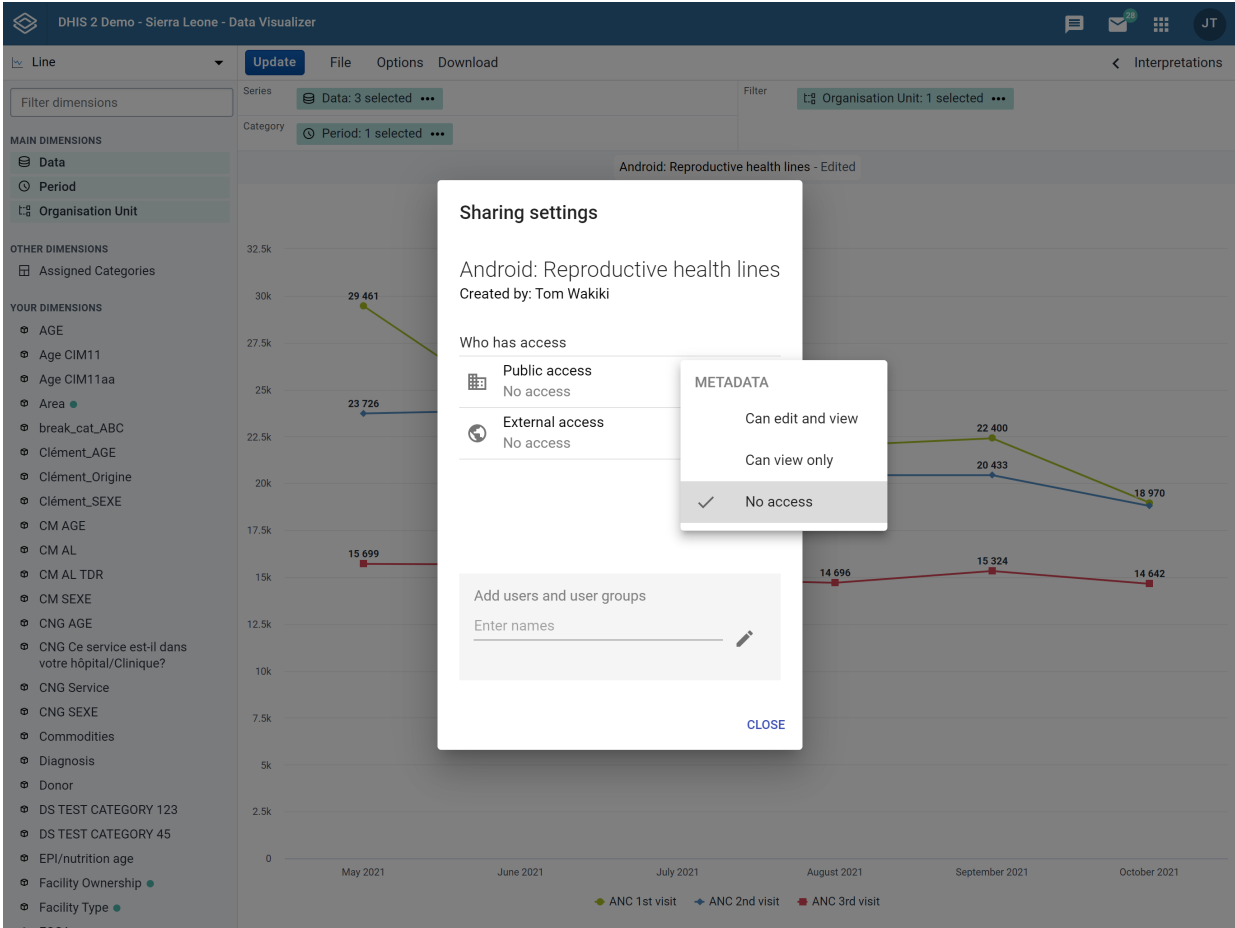 DHIS 2 Demo - Sierra Leone - Data Visualizer
28
JT
Line
Update
File
Options
Download
Interpretations
Filter dimensions
Series
Data: 3 selected
Filter
Organisation Unit: 1 selected
Category
Period: 1 selected
MAIN DIMENSIONS
Data
Period
Organisation Unit
OTHER DIMENSIONS
Assigned Categories
YOUR DIMENSIONS
AGE
Age CIM11
Age CIM11aa
Area
break_cat_ABC
Clément_AGE
Clément_Origine
Clément_SEXE
CM AGE
CM AL
CM AL TDR
CM SEXE
CNG AGE
CNG Ce service est-il dans
votre hôpital/Clinique?
CNG Service
CNG SEXE
Commodities
Diagnosis
Donor
DS TEST CATEGORY 123
DS TEST CATEGORY 45
EPI/nutrition age
Facility Ownership
Facility Type
Android: Reproductive health lines - Edited
32.5k
30k
27.5k
25k
22.5k
20k
17.5k
15k
12.5k
10k
7.5k
5k
2.5k
0
29 461
23 726
15 699
14 696
22 400
20 433
15 324
18 970
14 642
May 2021
June 2021
July 2021
August 2021
September 2021
October 2021
ANC 1st visit
ANC 2nd visit
ANC 3rd visit
Sharing settings
Android: Reproductive health lines
Created by: Tom Wakiki
Who has access
Public access
No access
External access
No access
METADATA
Can edit and view
Can view only
No access
Add users and user groups
Enter names
CLOSE